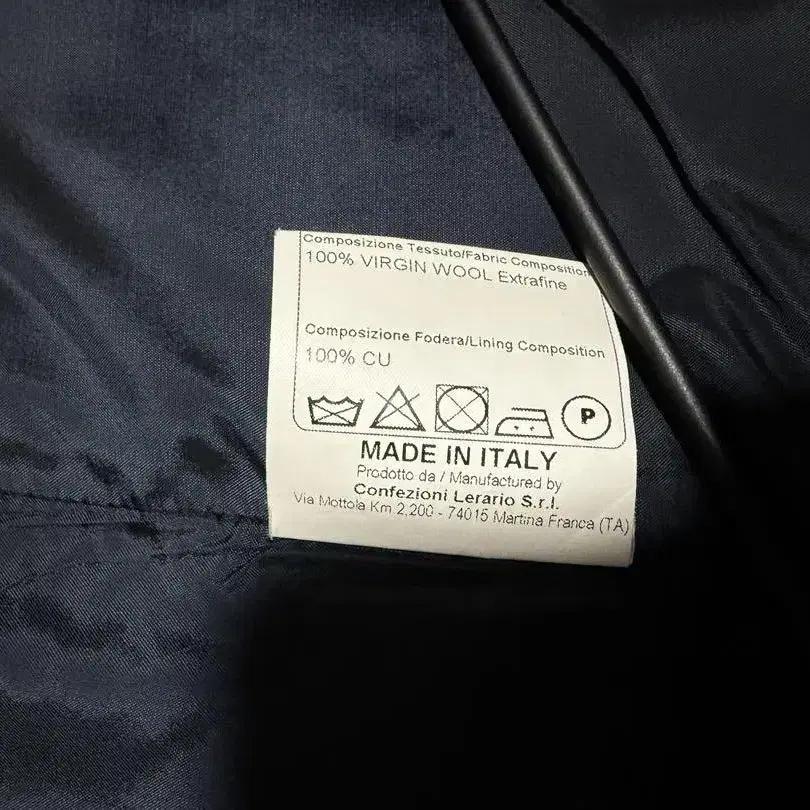 Composizione Tessuto/Fabric Composition
100% VIRGIN WOOL Extrafine
Composizione Fodera/Lining Composition
100% CU
P
MADE IN ITALY
Prodotto da / Manufactured by
Confezioni Lerario S.r.l.
Via Mottola Km 2,200 - 74015 Martina Franca (TA)